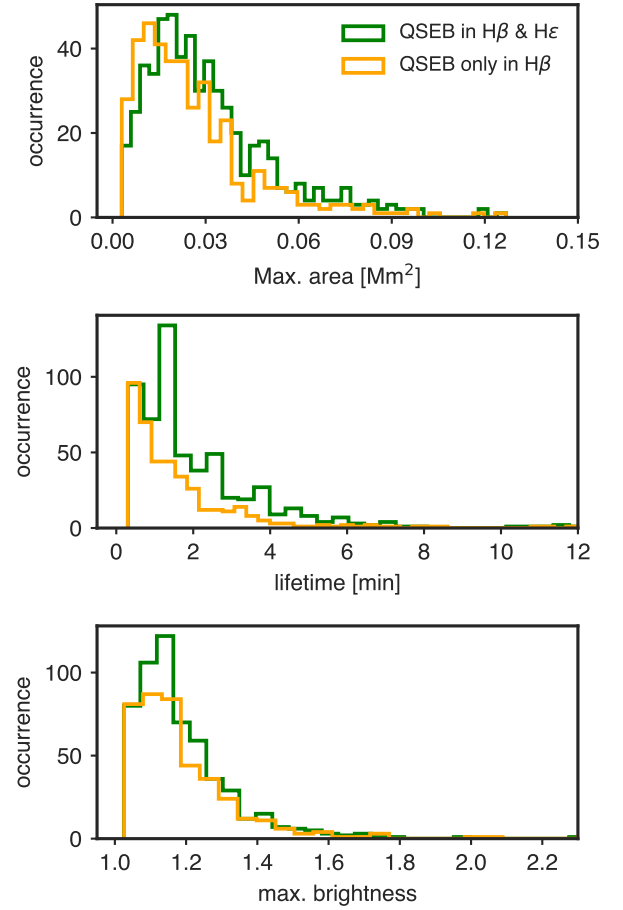 QSEB in Hβ & Hε
QSEB only in Hβ
occurrence
40
20
0
0.00 0.03 0.06 0.09 0.12 0.15
Max. area [Mm²]
occurrence
100
50
0
0 2 4 6 8 10 12
lifetime [min]
occurrence
100
50
0
1.0 1.2 1.4 1.6 1.8 2.0 2.2
max. brightness